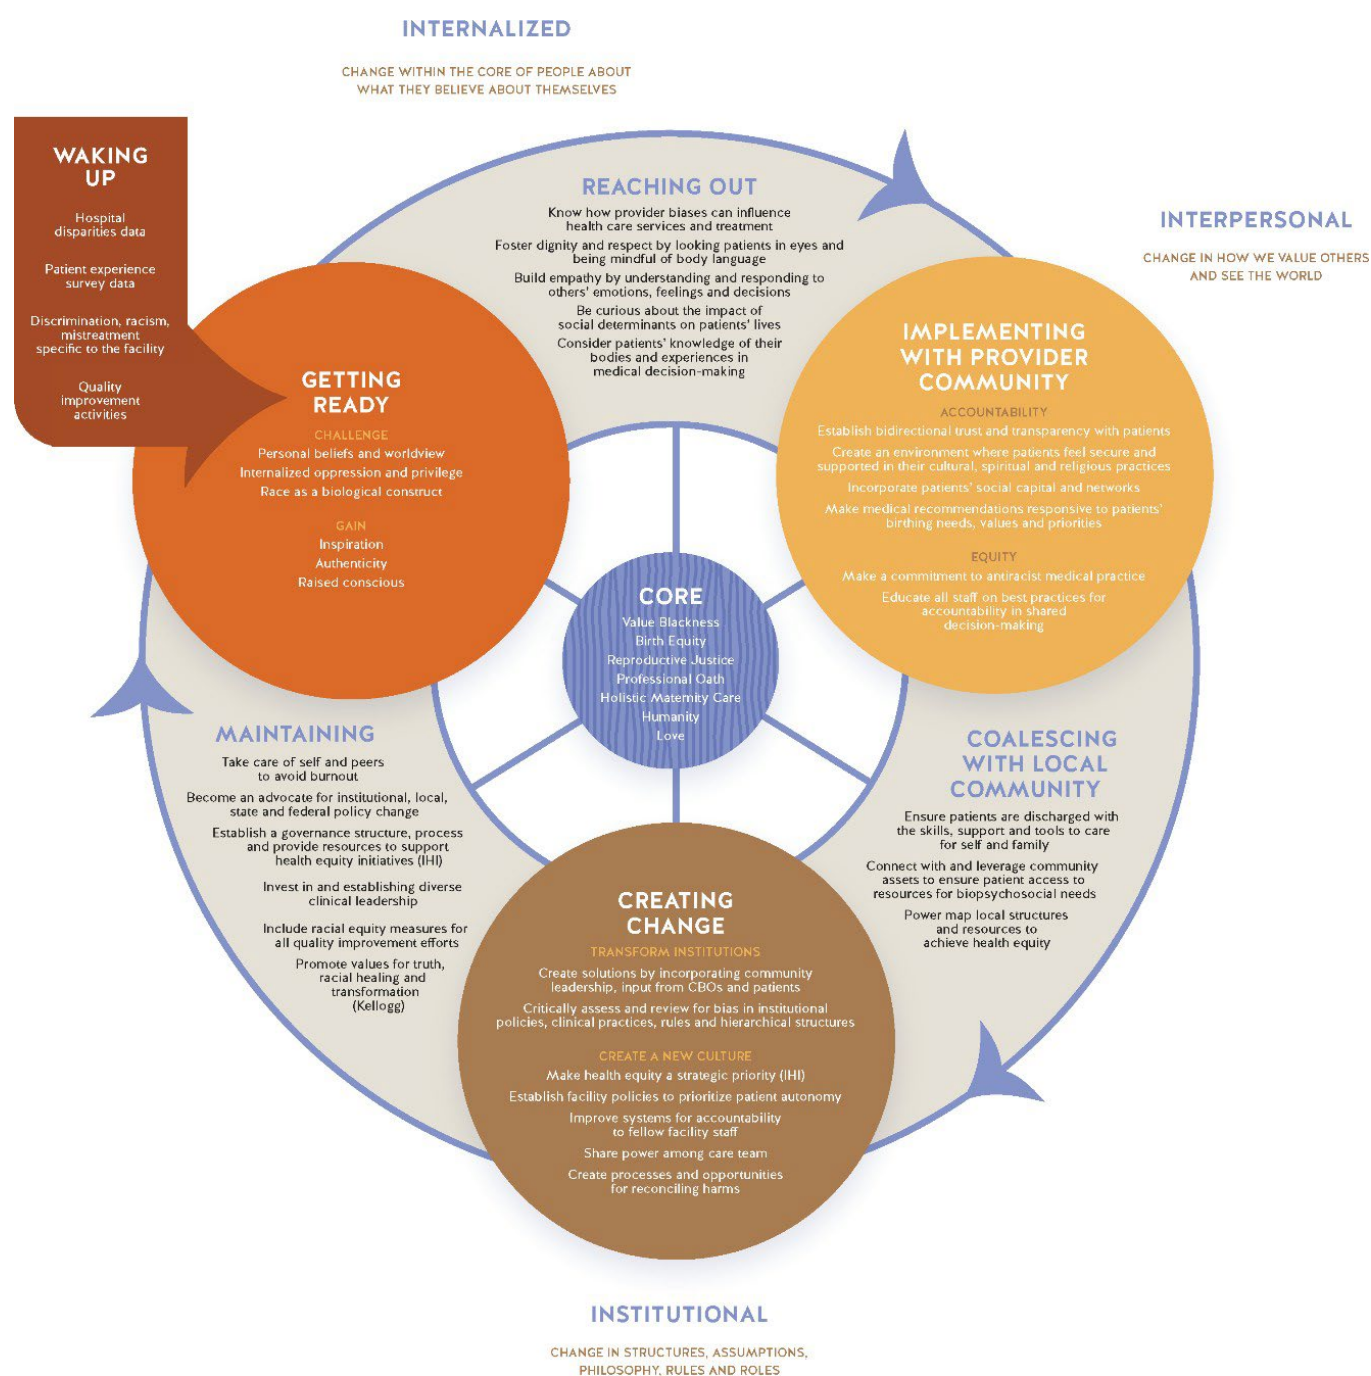 INTERNALIZED
CHANGE WITHIN THE CORE OF PEOPLE ABOUT
WHAT THEY BELIEVE ABOUT THEMSELVES
WAKING
UP
Hospital
disparities data
Patient experience
survey data
Discrimination, racism,
mistreatment
specific to the facility
Quality
improvement
activities
GETTING
READY
CHALLENGE
Personal beliefs and worldview
Internalized oppression and privilege
Race as a biological construct
GAIN
Inspiration
Authenticity
Raised conscious
REACHING OUT
Know how provider biases can influence
health care services and treatment
Foster dignity and respect by looking patients in eyes and
being mindful of body language
Build empathy by understanding and responding to
others' emotions, feelings and decisions
Be curious about the impact of
social determinants on patients' lives
Consider patients' knowledge of their
bodies and experiences in
medical decision-making
INTERPERSONAL
CHANGE IN HOW WE VALUE OTHERS
AND SEE THE WORLD
IMPLEMENTING
WITH PROVIDER
COMMUNITY
ACCOUNTABILITY
Establish bidirectional trust and transparency with patients
Create an environment where patients feel secure and
supported in their cultural, spiritual and religious practices
Incorporate patients' social capital and networks
Make medical recommendations responsive to patients'
birthing needs, values and priorities
EQUITY
Make a commitment to antiracist medical practice
Educate all staff on best practices for
accountability in shared
decision-making
CORE
Value Blackness
Birth Equity
Reproductive Justice
Professional Oath
Holistic Maternity Care
Humanity
Love
COALESCING
WITH LOCAL
COMMUNITY
Ensure patients are discharged with
the skills, support and tools to care
for self and family
Connect with and leverage community
assets to ensure patient access to
resources for biopsychosocial needs
Power map local structures
and resources to
achieve health equity
CREATING
CHANGE
TRANSFORM INSTITUTIONS
Create solutions by incorporating community
leadership, input from CBOs and patients
Critically assess and review for bias in institutional
policies, clinical practices, rules and hierarchical structures
CREATE A NEW CULTURE
Make health equity a strategic priority (IHI)
Establish facility policies to prioritize patient autonomy
Improve systems for accountability
to fellow facility staff
Share power among care team
Create processes and opportunities
for reconciling harms
MAINTAINING
Take care of self and peers
to avoid burnout
Become an advocate for institutional, local,
state and federal policy change
Establish a governance structure, process
and provide resources to support
health equity initiatives (IHI)
Invest in and establishing diverse
clinical leadership
Include racial equity measures for
all quality improvement efforts
Promote values for truth,
racial healing and
transformation
(Kellogg)
INSTITUTIONAL
CHANGE IN STRUCTURES, ASSUMPTIONS,
PHILOSOPHY, RULES AND ROLES